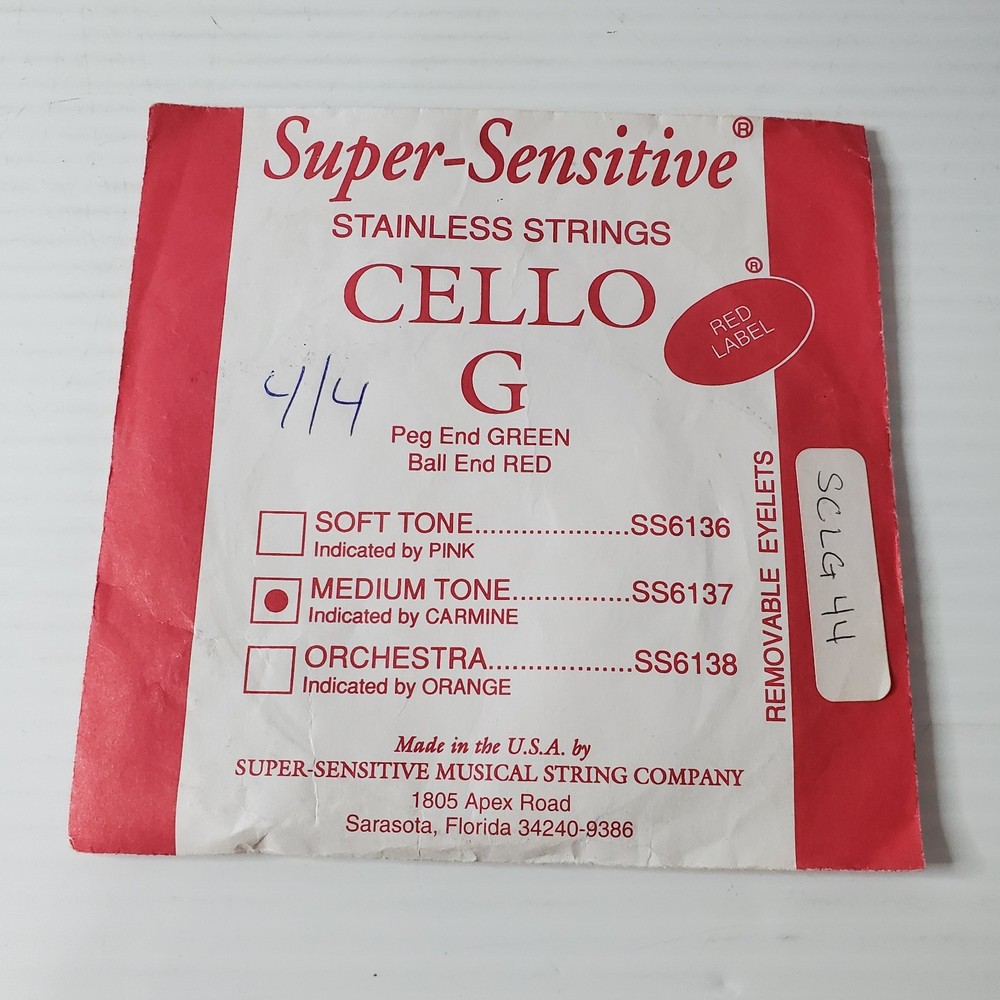 Super-Sensitive®
STAINLESS STRINGS
CELLO
®
RED
LABEL
G
4/4
Peg End GREEN
Ball End RED
SOFT TONE....................SS6136
Indicated by PINK
MEDIUM TONE...............SS6137
Indicated by CARMINE
ORCHESTRA...................SS6138
Indicated by ORANGE
REMOVABLE EYELETS
SCLG 44
Made in the U.S.A. by
SUPER-SENSITIVE MUSICAL STRING COMPANY
1805 Apex Road
Sarasota, Florida 34240-9386